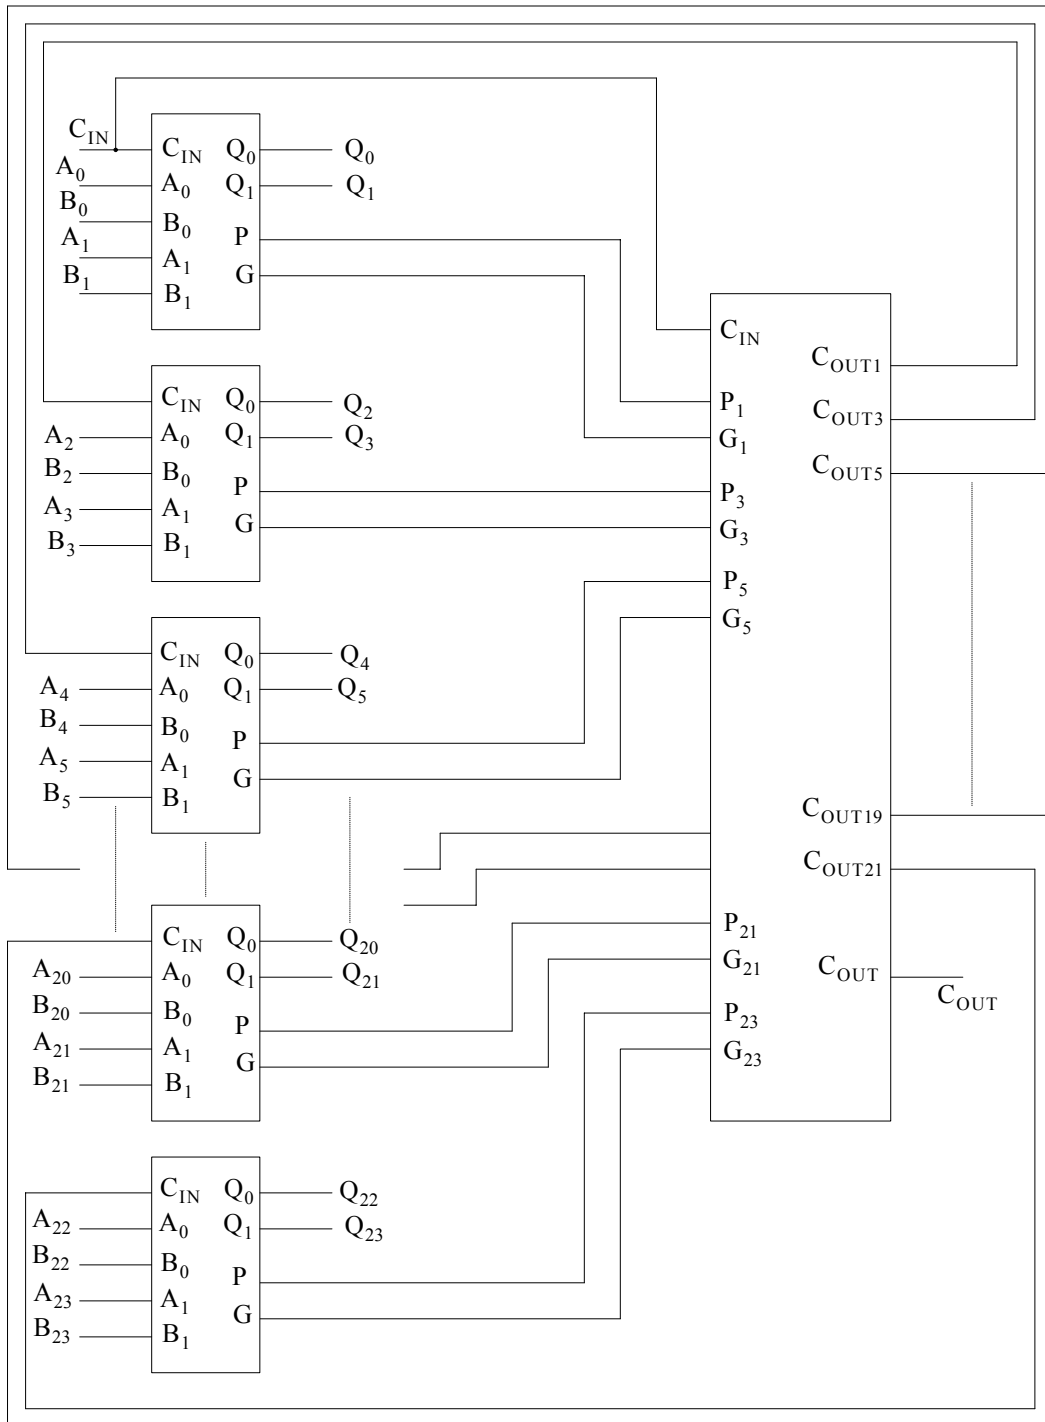 C_IN
A_0
B_0
A_1
B_1
C_IN Q_0
A_0 Q_1
B_0
P
A_1
G
B_1
Q_0
Q_1
C_IN Q_0
A_0 Q_1
B_0
P
A_1
G
B_1
A_2
B_2
A_3
B_3
Q_2
Q_3
C_IN Q_0
A_0 Q_1
B_0
P
A_1
G
B_1
A_4
B_4
A_5
B_5
Q_4
Q_5
C_IN Q_0
A_0 Q_1
B_0
P
A_1
G
B_1
A_20
B_20
A_21
B_21
Q_20
Q_21
C_IN Q_0
A_0 Q_1
B_0
P
A_1
G
B_1
A_22
B_22
A_23
B_23
Q_22
Q_23
C_IN
P_1
G_1
P_3
G_3
P_5
G_5
P_21
G_21
P_23
G_23
C_OUT1
C_OUT3
C_OUT5
C_OUT19
C_OUT21
C_OUT
C_OUT